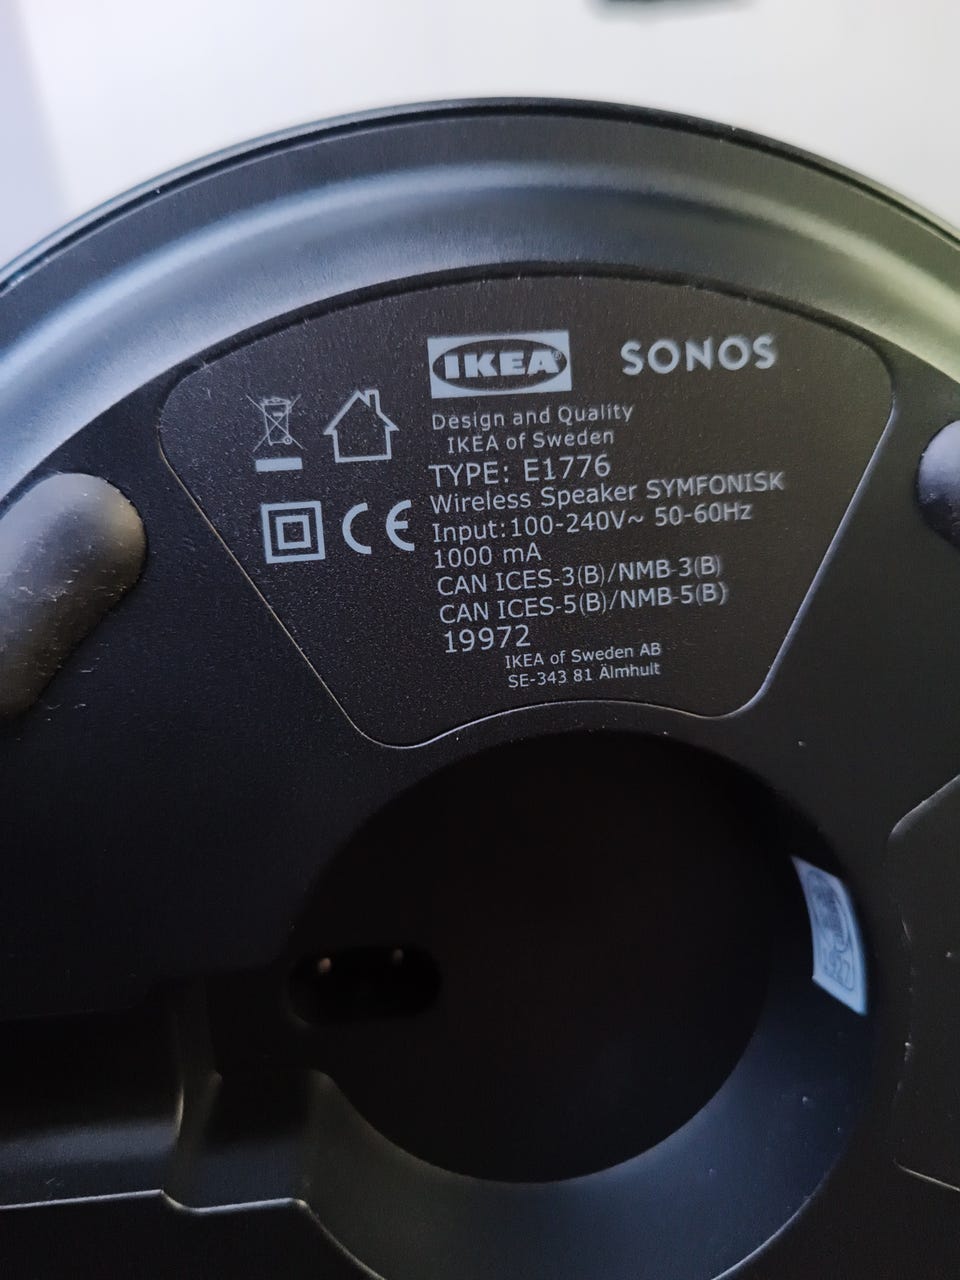 IKEA®
SONOS
Design and Quality
IKEA of Sweden
TYPE: E1776
Wireless Speaker SYMFONISK
Input:100-240V~ 50-60Hz
1000 mA
CAN ICES-3(B)/NMB-3(B)
CAN ICES-5(B)/NMB-5(B)
19972
IKEA of Sweden AB
SE-343 81 Älmhult
CE